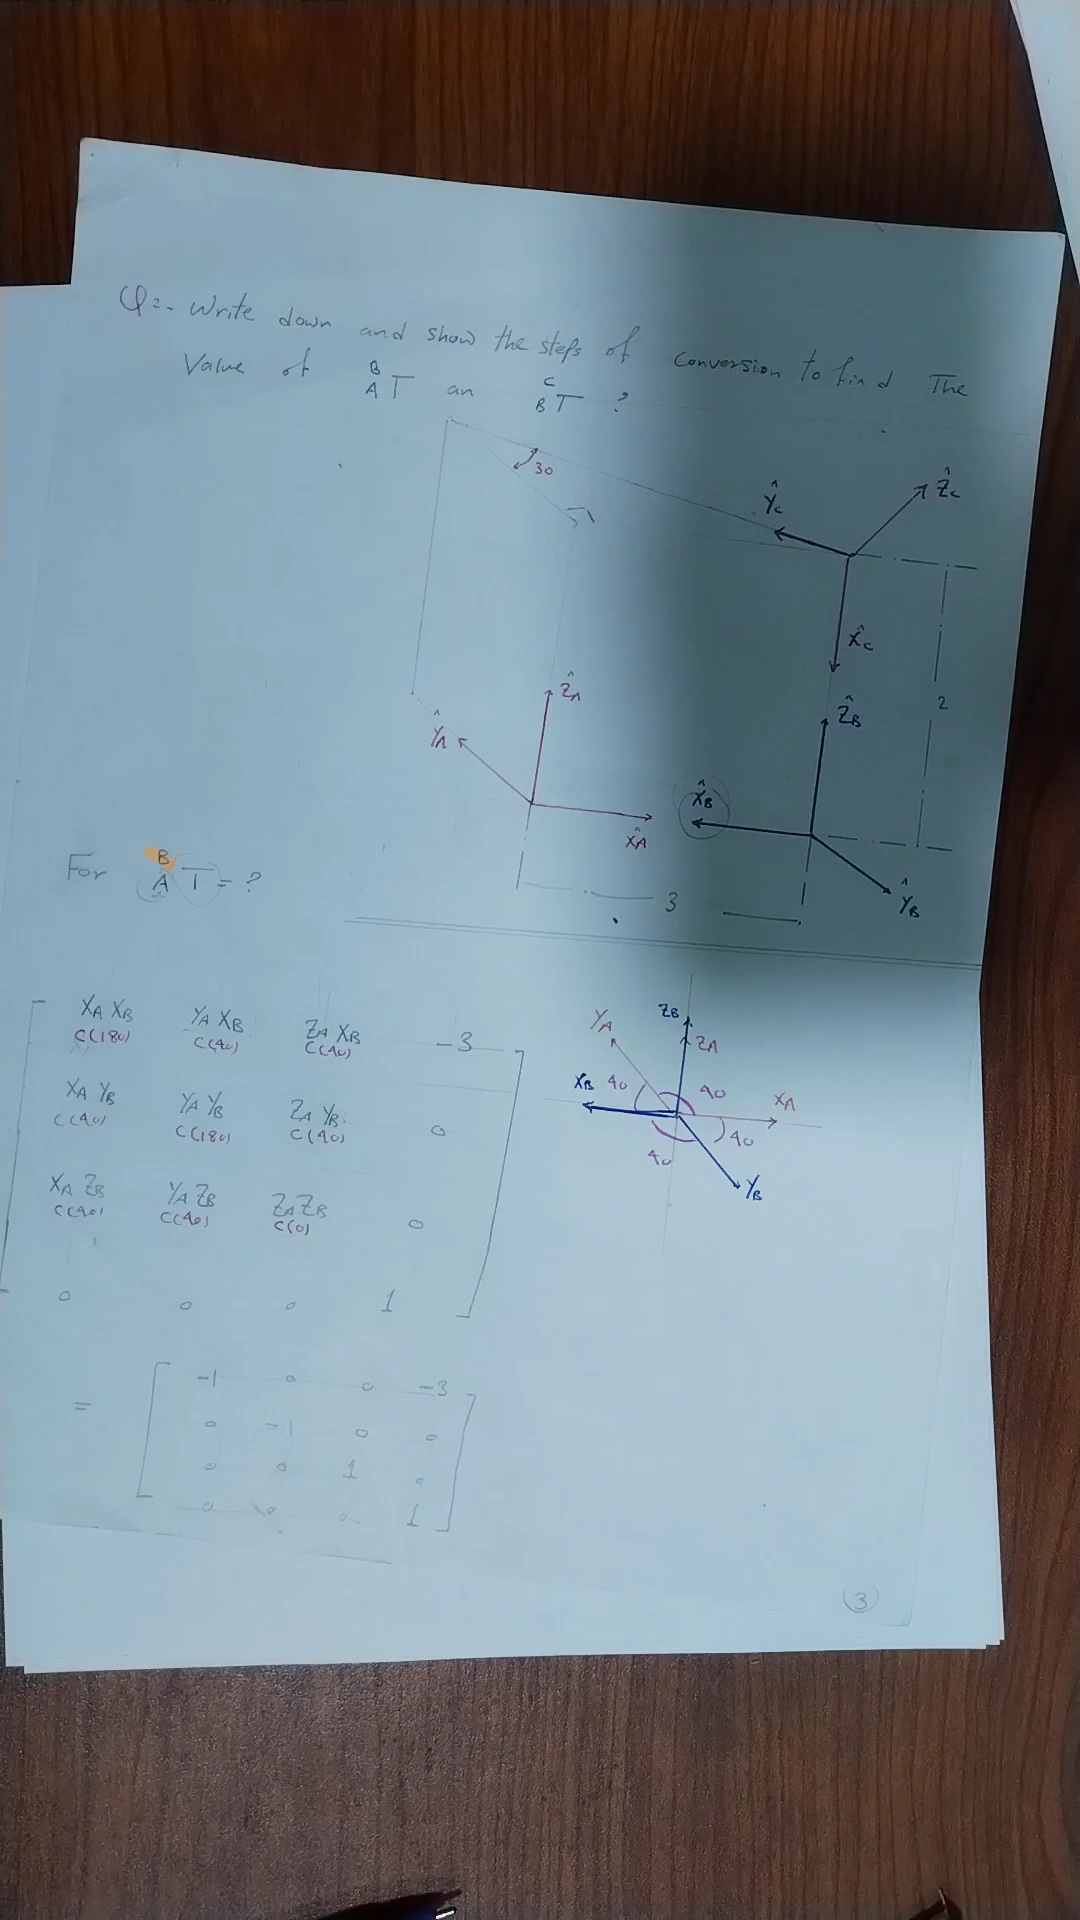 Q2- Write down and show the steps of conversion to find The
Value of B A T an C B T ?
30
ŶC
ẐC
X̂C
2
ẐA
ẐB
ŶA
X̂B
X̂A
ŶB
3
For B A T = ?
XA XB YA XB ZA XB -3
C(180) C(90) C(90)
XA YB YA YB ZA YB 0
C(90) C(180) C(90)
XA ZB YA ZB ZA ZB 0
C(90) C(90) C(0)
0 0 0 1
ZB
YA
ZA
XB 90 90 XA
90
90
YB
= -1 0 0 -3
0 -1 0 0
0 0 1 0
0 0 0 1
3